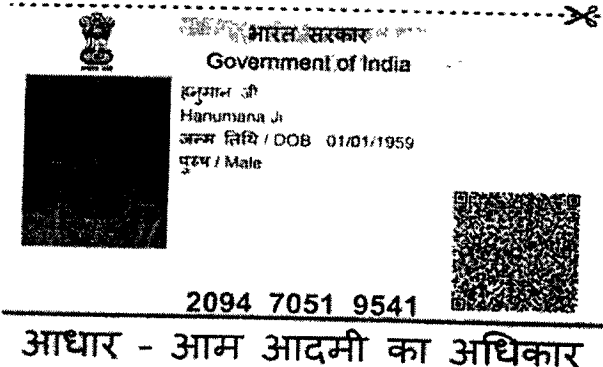 भारत सरकार
Government of India
हनुमान जी
Hanumana Ji
जन्म तिथि / DOB 01/01/1959
पुरुष / Male
2094 7051 9541
आधार - आम आदमी का अधिकार